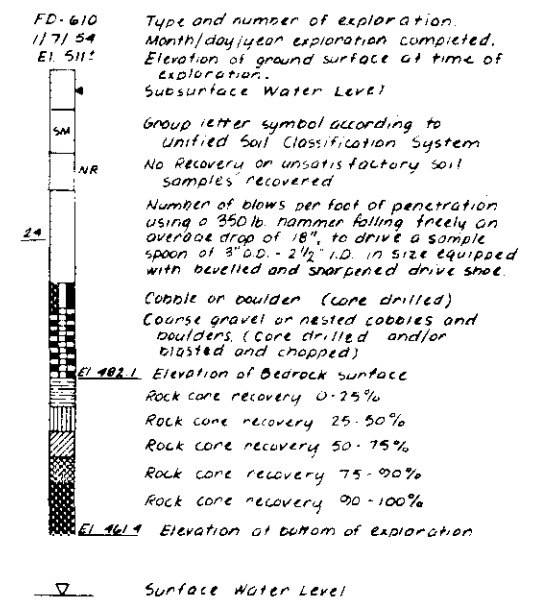 FD-610 Type and number of exploration.
1/7/54 Month/day/year exploration completed.
El. 511± Elevation of ground surface at time of
exploration.
Subsurface Water Level
SM Group letter symbol according to
Unified Soil Classification System
NR No Recovery or unsatisfactory soil
samples recovered
Number of blows per foot of penetration
using a 350 lb. hammer falling freely an
24 average drop of 18", to drive a sample
spoon of 3" O.D. - 2 1/2" I.D. in size equipped
with bevelled and sharpened drive shoe.
Cobble or boulder (core drilled)
Coarse gravel or nested cobbles and
boulders. (Core drilled and/or
blasted and chopped)
El 482.1 Elevation of Bedrock surface
Rock core recovery 0-25%
Rock core recovery 25-50%
Rock core recovery 50-75%
Rock core recovery 75-90%
Rock core recovery 90-100%
El 461.4 Elevation at bottom of exploration
Surface Water Level